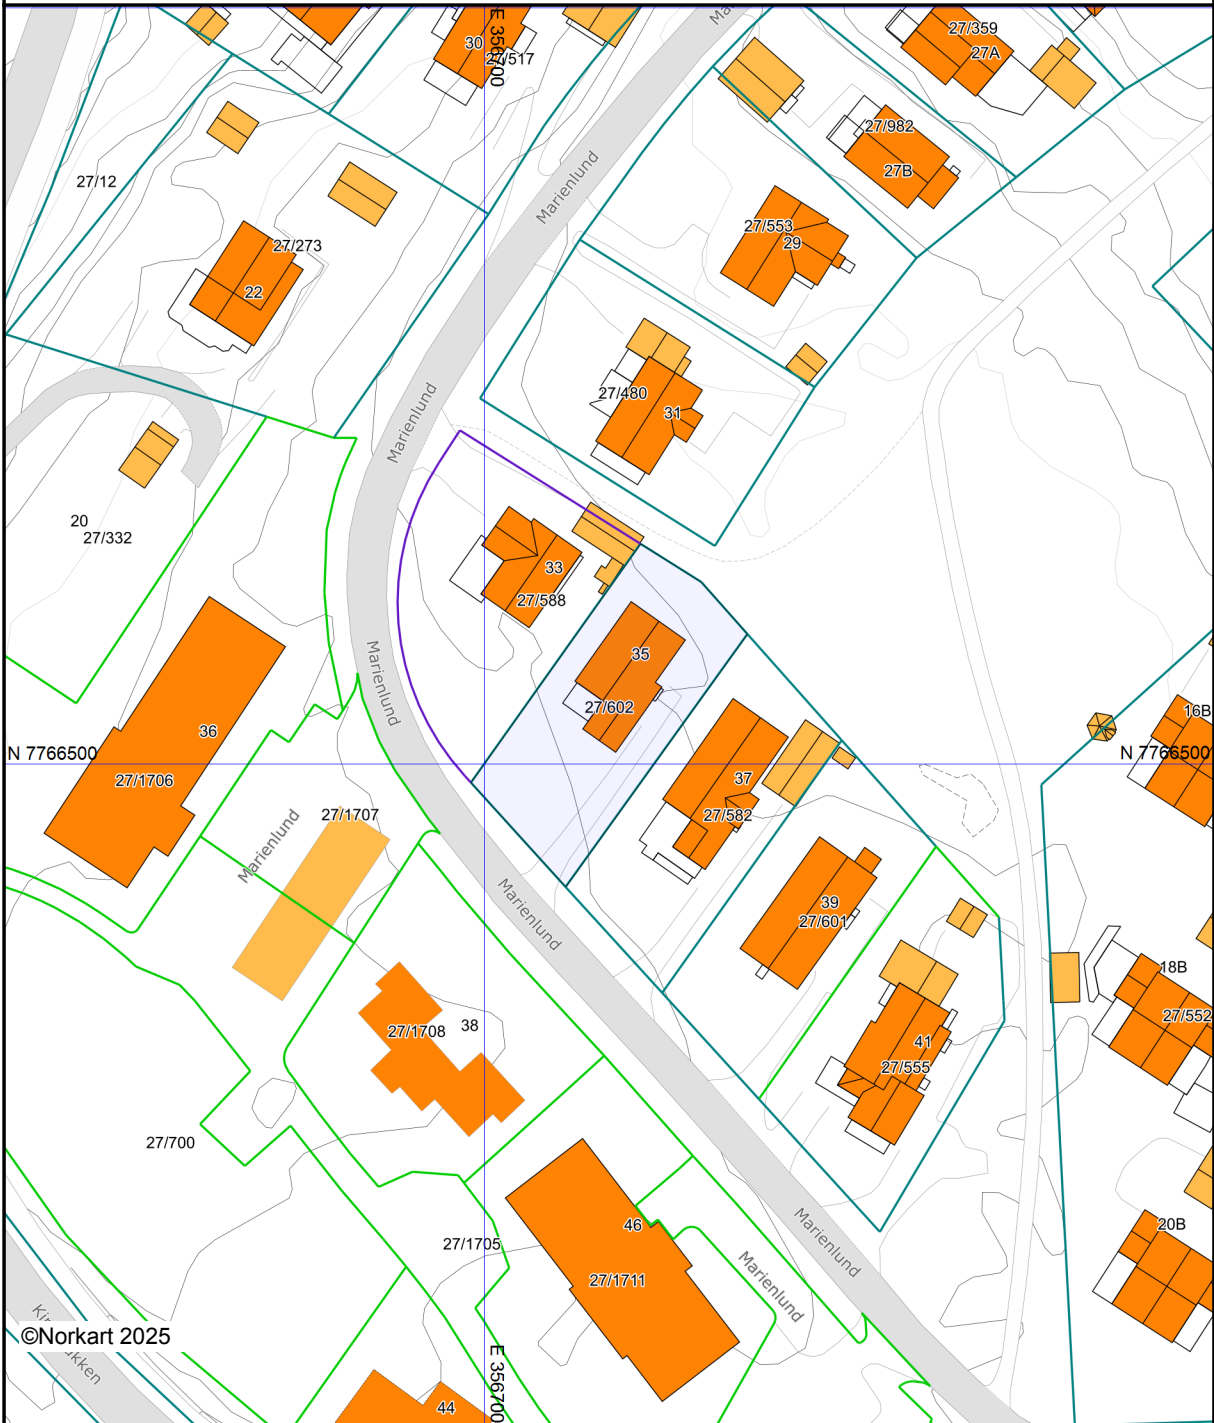 27/359
27A
30
27/517
E 356700
27/982
27B
27/12
Marienlund
27/553
29
27/273
22
27/480
31
Marienlund
20
27/332
33
27/588
35
27/602
Marienlund
36
27/1706
N 7766500
16B
N 7766500
37
27/582
27/1707
Marienlund
39
27/601
Marienlund
18B
27/552
41
27/555
27/1708
38
27/700
46
27/1705
27/1711
20B
Marienlund
Marienlund
©Norkart 2025
E 356700
44